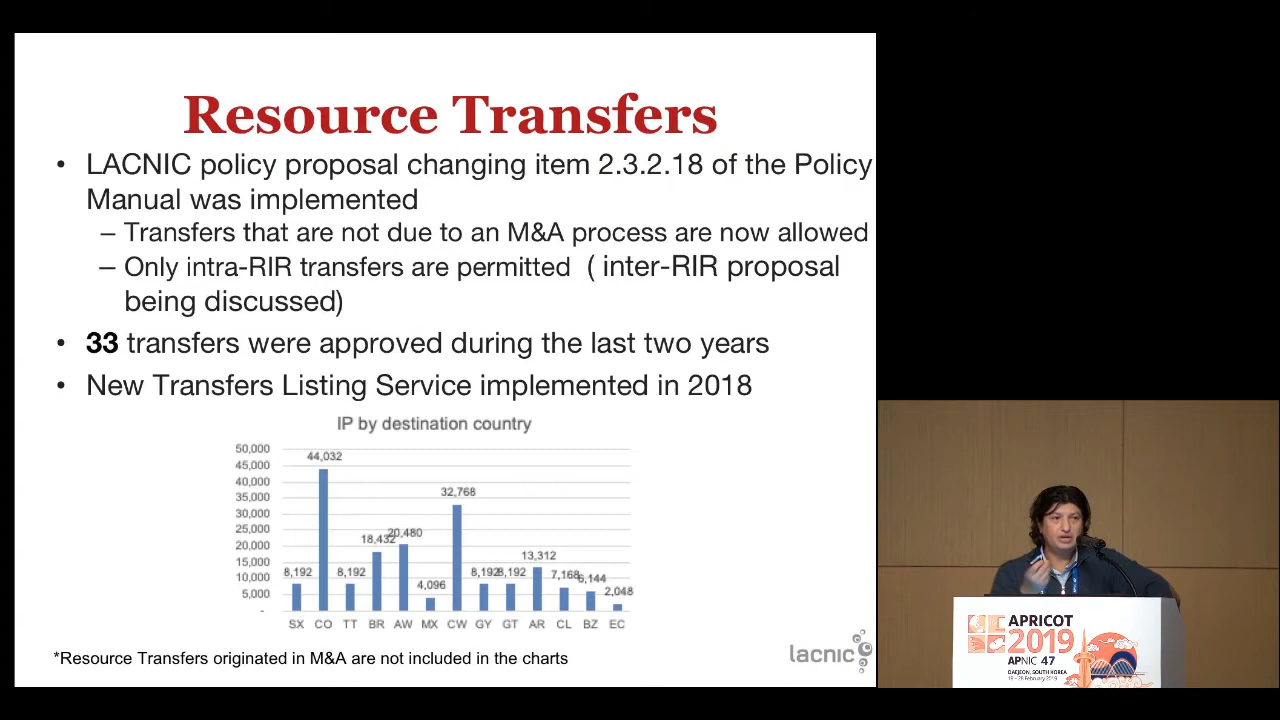 Resource Transfers
• LACNIC policy proposal changing item 2.3.2.18 of the Policy
Manual was implemented
– Transfers that are not due to an M&A process are now allowed
– Only intra-RIR transfers are permitted ( inter-RIR proposal
being discussed)
• 33 transfers were approved during the last two years
• New Transfers Listing Service implemented in 2018
IP by destination country
50,000
45,000
40,000
35,000
30,000
25,000
20,000
15,000
10,000
5,000
-
8,192 44,032 8,192 18,432 20,480 4,096 32,768 8,192 8,192 13,312 7,168 6,144 2,048
SX CO TT BR AW MX CW GY GT AR CL BZ EC
*Resource Transfers originated in M&A are not included in the charts
lacnic
APRICOT
2019
APNIC 47
DAEJEON, SOUTH KOREA
18 - 28 February 2019